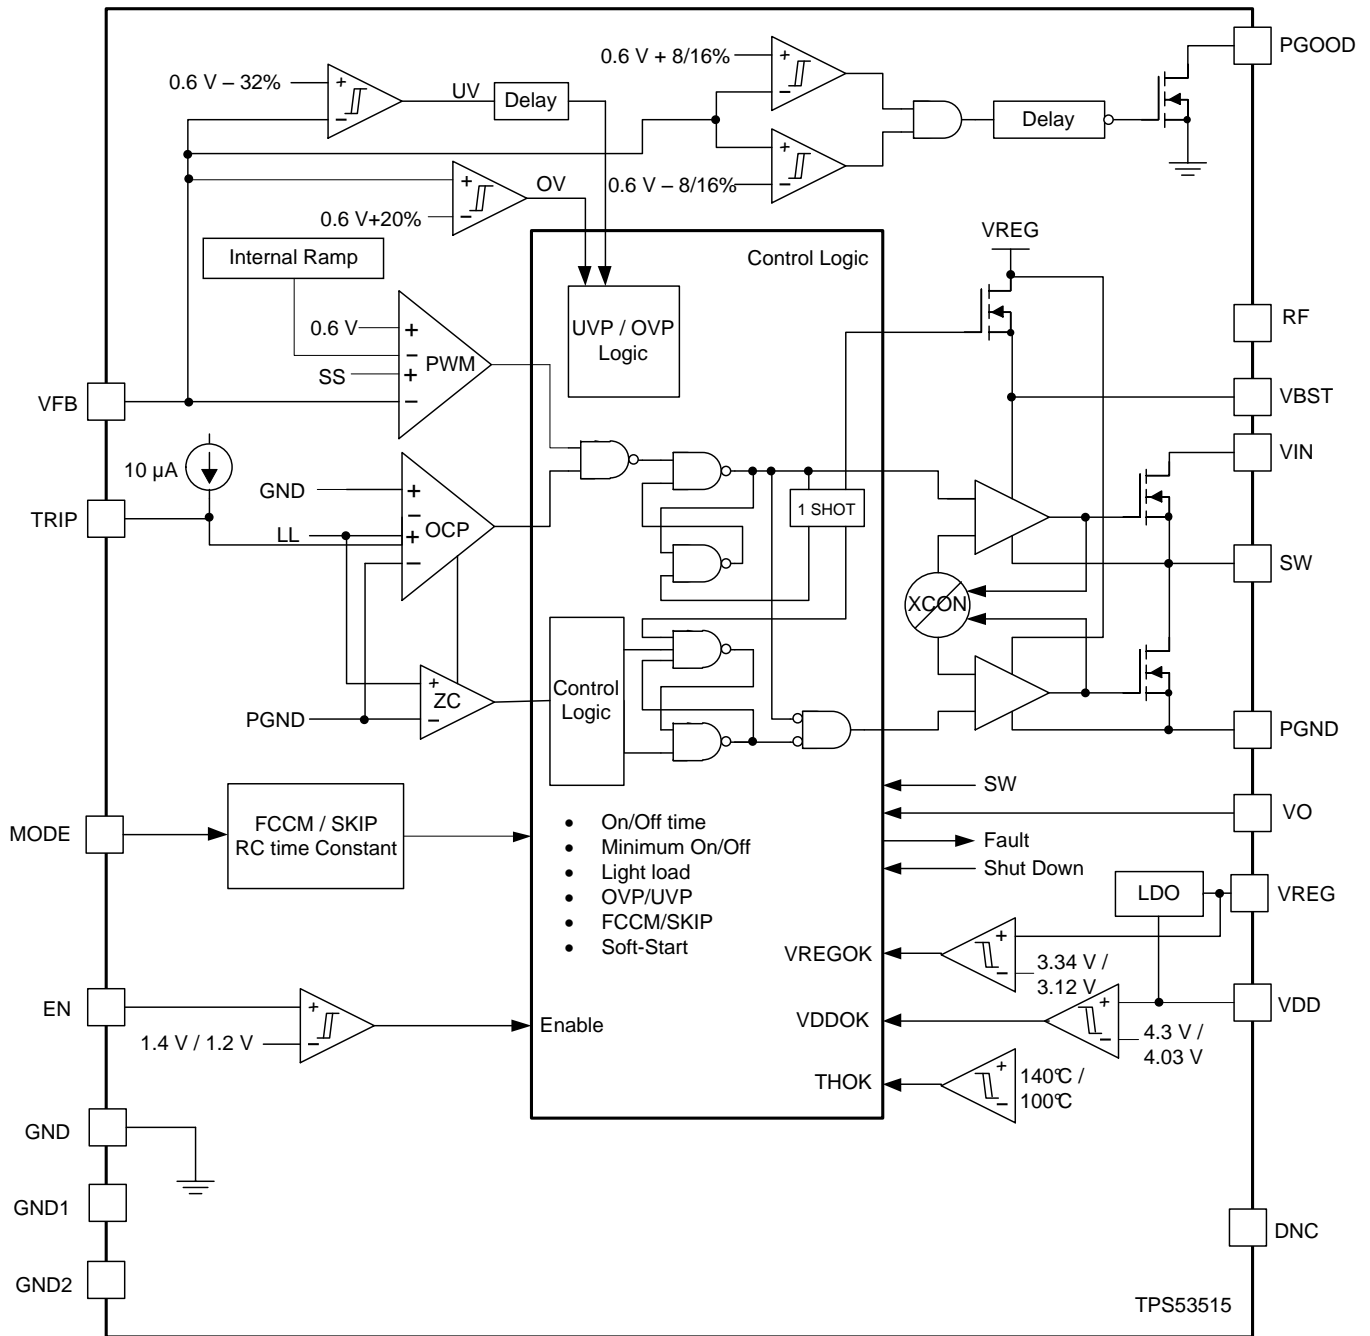 PGOOD
0.6 V + 8/16%
0.6 V – 32%
+
–
UV
Delay
+
–
Delay
+
–
0.6 V – 8/16%
+
–
OV
0.6 V+20%
VREG
Control Logic
Internal Ramp
RF
UVP / OVP
Logic
0.6 V
+
–
SS
+
–
PWM
VFB
VBST
VIN
10 µA
GND
+
–
+
–
OCP
TRIP
LL
1 SHOT
SW
XCON
Control
Logic
+
–
ZC
PGND
PGND
SW
MODE
FCCM / SKIP
RC time Constant
VO
• On/Off time
• Minimum On/Off
• Light load
• OVP/UVP
• FCCM/SKIP
• Soft-Start
Fault
Shut Down
LDO
VREG
VREGOK
+
–
3.34 V /
3.12 V
EN
+
–
1.4 V / 1.2 V
Enable
VDDOK
+
–
VDD
4.3 V /
4.03 V
THOK
+
–
140°C /
100°C
GND
GND1
GND2
DNC
TPS53515